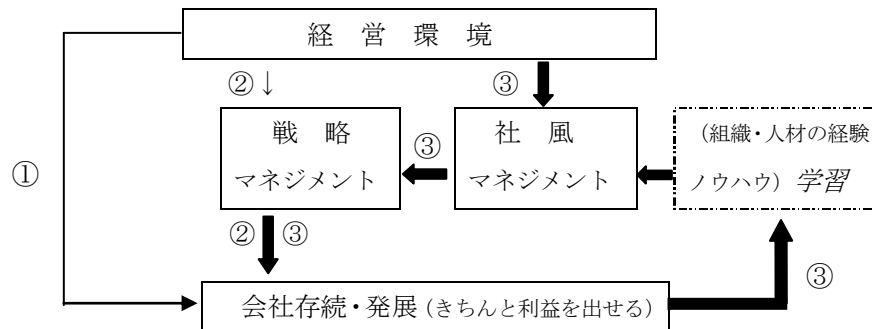 経 営 環 境
②↓
③
戦 略
マネジメント
③
社 風
マネジメント
(組織・人材の経験
ノウハウ) 学習
①
② ③
③
会社存続・発展 (きちんと利益を出せる)